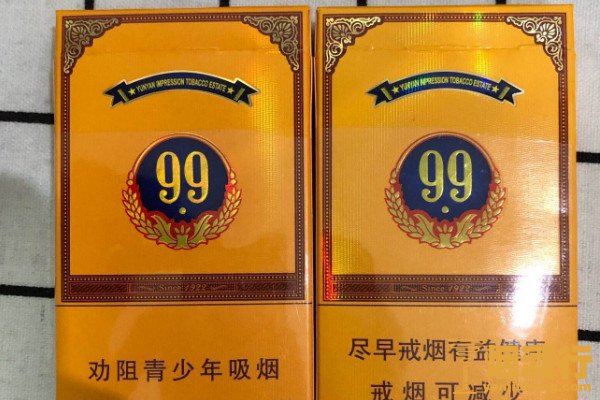 ★ YUNYAN IMPRESSION TOBACCO ESTATE ★
99
Since 1922
劝阻青少年吸烟
★ YUNYAN IMPRESSION TOBACCO ESTATE ★
99
Since 1922
尽早戒烟有益健康
戒烟可减少